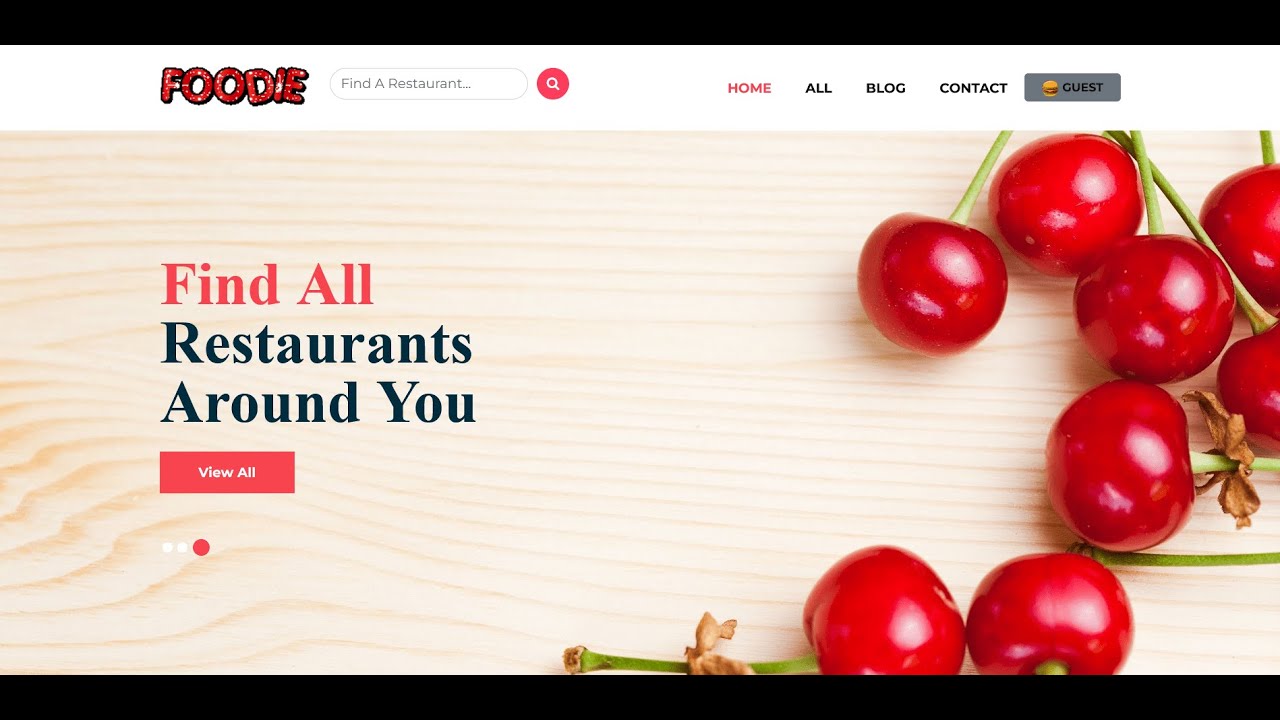 FOODIE
Find A Restaurant...
HOME ALL BLOG CONTACT GUEST
Find All
Restaurants
Around You
View All